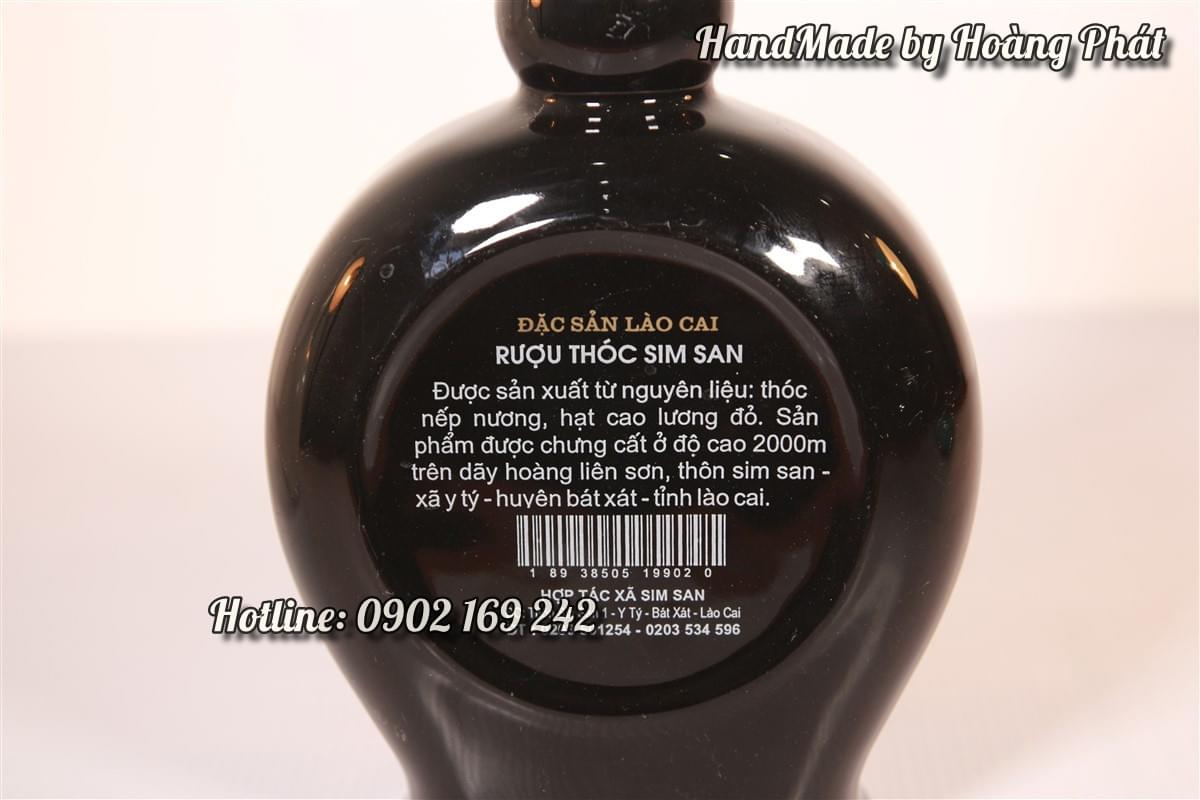 HandMade by Hoàng Phát
ĐẶC SẢN LÀO CAI
RƯỢU THÓC SIM SAN
Được sản xuất từ nguyên liệu: thóc
nếp nương, hạt cao lương đỏ. Sản
phẩm được chưng cất ở độ cao 2000m
trên dãy hoàng liên sơn, thôn sim san -
xã y tý - huyên bát xát - tỉnh lào cai.
1 89 38505 19902 0
HỢP TÁC XÃ SIM SAN
1 - Y Tý - Bát Xát - Lào Cai
Hotline: 0902 169 242
- 0203 534 596